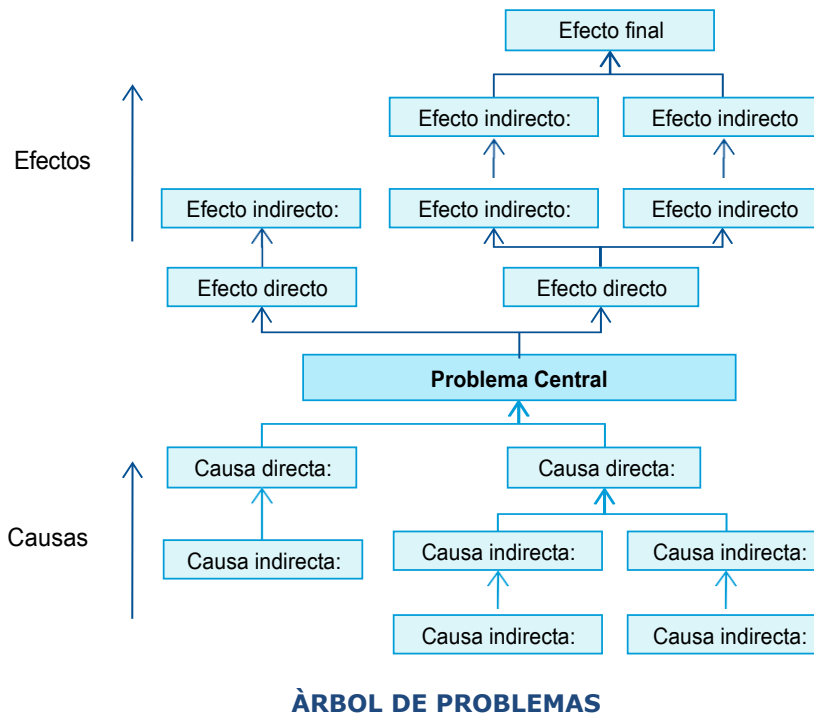 Efecto final
Efecto indirecto:
Efecto indirecto
Efectos
Efecto indirecto:
Efecto indirecto:
Efecto indirecto
Efecto directo
Efecto directo
Problema Central
Causa directa:
Causa directa:
Causas
Causa indirecta:
Causa indirecta:
Causa indirecta:
Causa indirecta:
Causa indirecta:
ÀRBOL DE PROBLEMAS